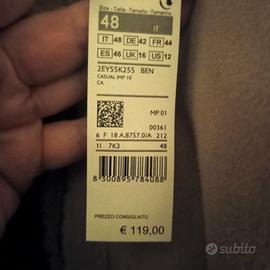 Size - Taille - Tamaño - Tamanho
48
IT
IT 48 DE 42 FR 44
ES 46 UK 16 US 12
2EY55K255 BEN
CASUAL IMP 10
CA
MP.01
00361
6 F 18 A.8757.0/A 212
11 7K3 48
8 300895 784088
PREZZO CONSIGLIATO
€ 119,00
subito